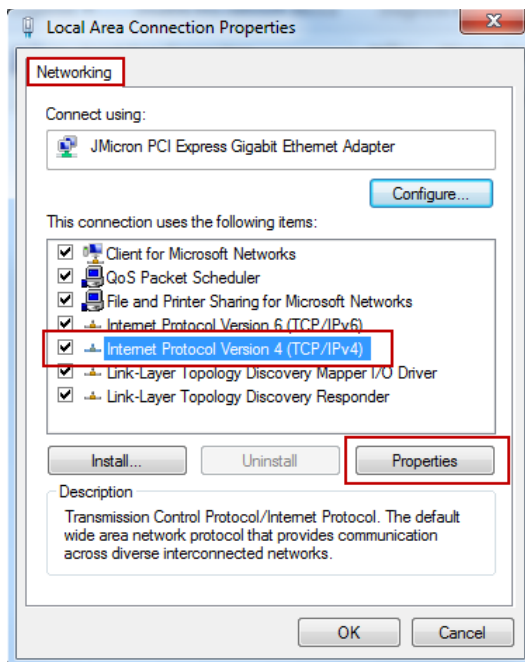 Local Area Connection Properties
Networking
Connect using:
JMicron PCI Express Gigabit Ethernet Adapter
Configure...
This connection uses the following items:
Client for Microsoft Networks
QoS Packet Scheduler
File and Printer Sharing for Microsoft Networks
Internet Protocol Version 6 (TCP/IPv6)
Internet Protocol Version 4 (TCP/IPv4)
Link-Layer Topology Discovery Mapper I/O Driver
Link-Layer Topology Discovery Responder
Install... Uninstall Properties
Description
Transmission Control Protocol/Internet Protocol. The default
wide area network protocol that provides communication
across diverse interconnected networks.
OK Cancel